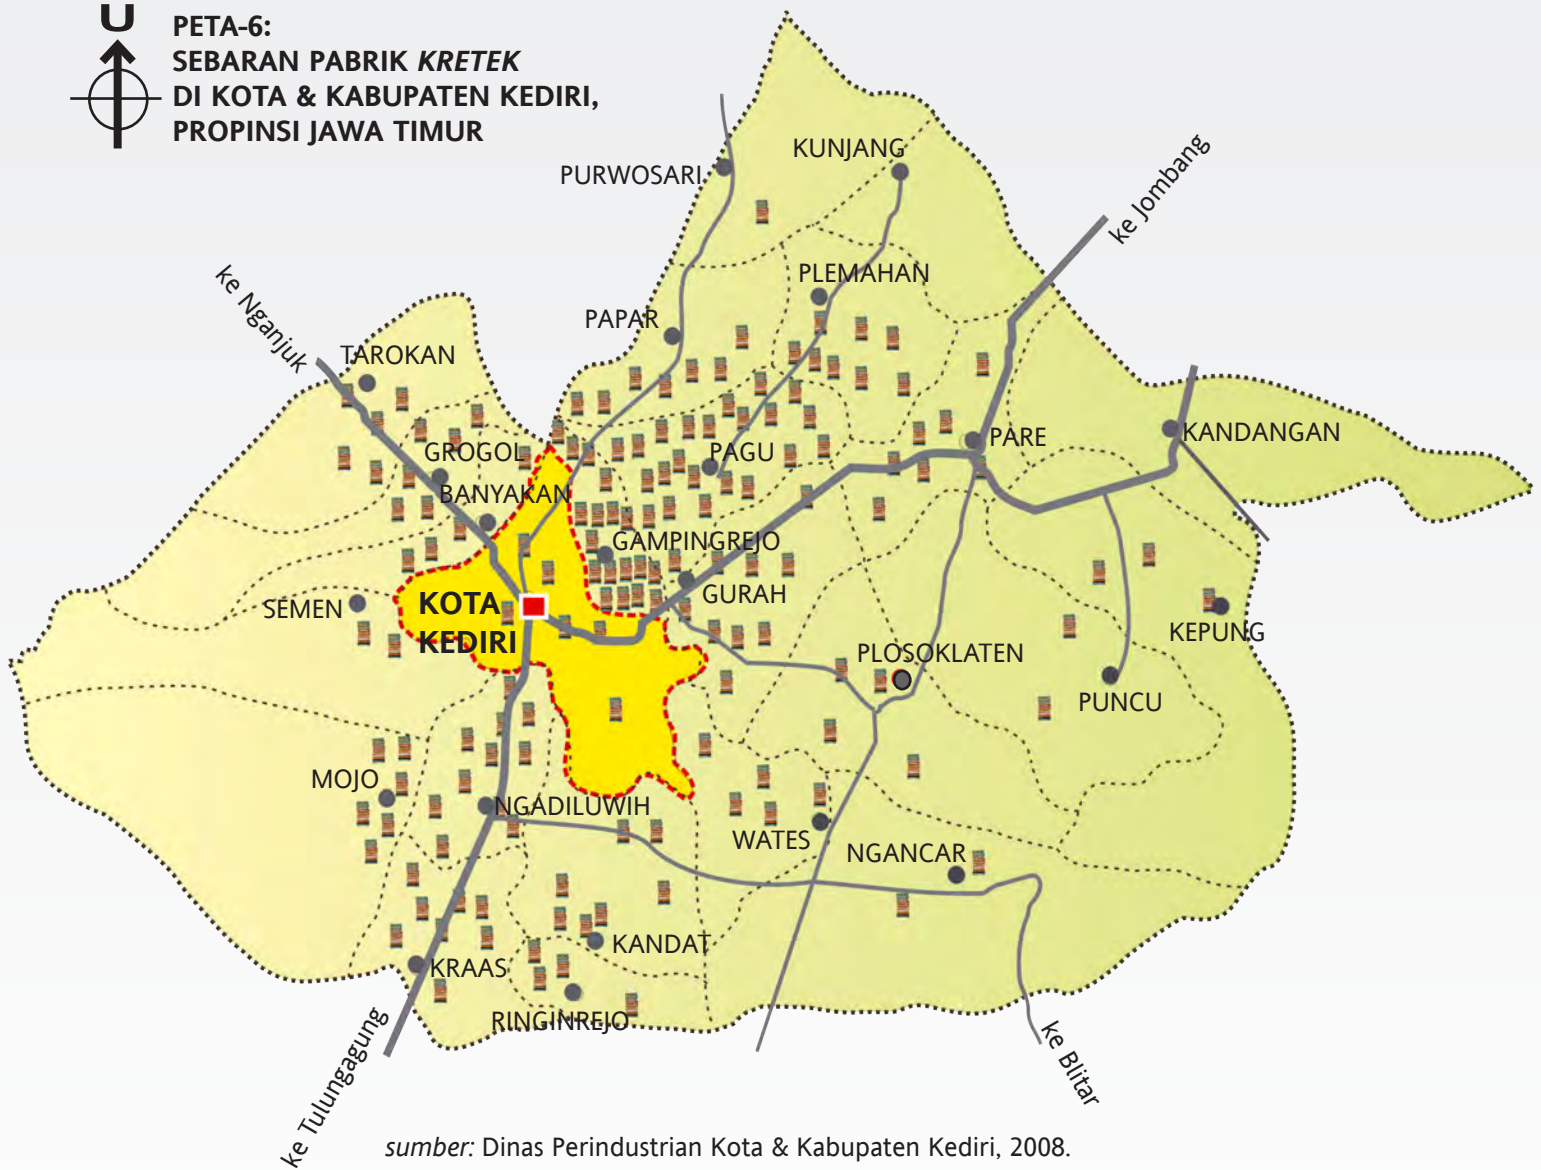 U
PETA-6:
SEBARAN PABRIK KRETEK
DI KOTA & KABUPATEN KEDIRI,
PROPINSI JAWA TIMUR
KUNJANG
PURWOSARI
ke Jombang
PLEMAHAN
ke Nganjuk
PAPAR
TAROKAN
PARE
KANDANGAN
GROGOL
PAGU
BANYAKAN
GAMPINGREJO
GURAH
SEMEN
KOTA
KEDIRI
KEPUNG
PLOSOKLATEN
PUNCU
MOJO
NGADILUWIH
WATES
NGANCAR
KANDAT
KRAAS
RINGINREJO
ke Tulungagung
ke Blitar
sumber: Dinas Perindustrian Kota & Kabupaten Kediri, 2008.